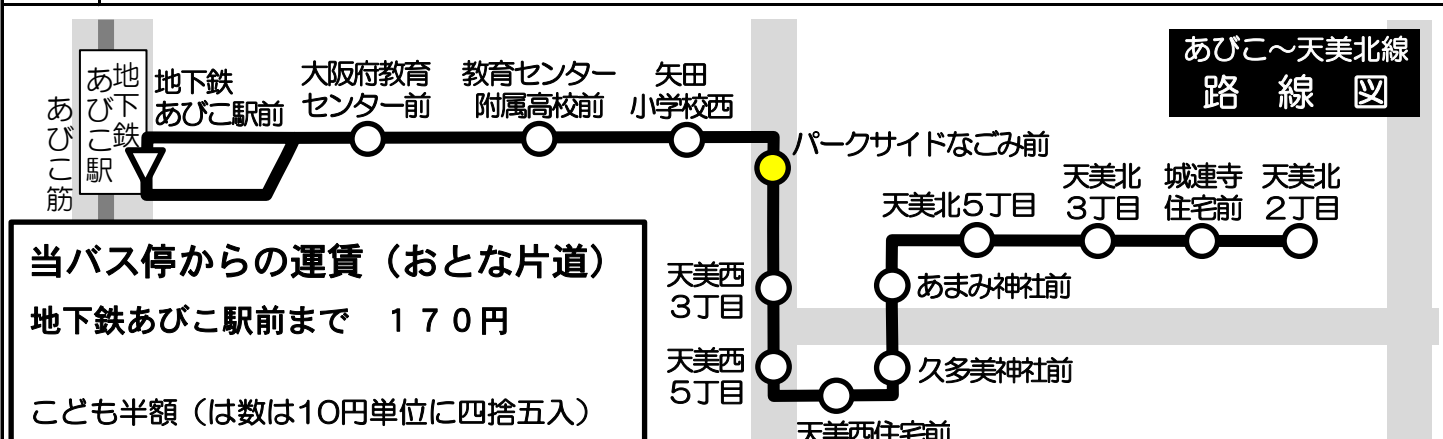 あびこ～天美北線
路線図
あびこ筋
地下鉄
あびこ駅
地下鉄
あびこ駅前
大阪府教育
センター前
教育センター
附属高校前
矢田
小学校西
パークサイドなごみ前
天美西
3丁目
天美西
5丁目
天美西住宅前
久多美神社前
あまみ神社前
天美北5丁目
天美北
3丁目
城連寺
住宅前
天美北
2丁目
当バス停からの運賃（おとな片道）
地下鉄あびこ駅前まで　１７０円
こども半額（は数は10円単位に四捨五入）